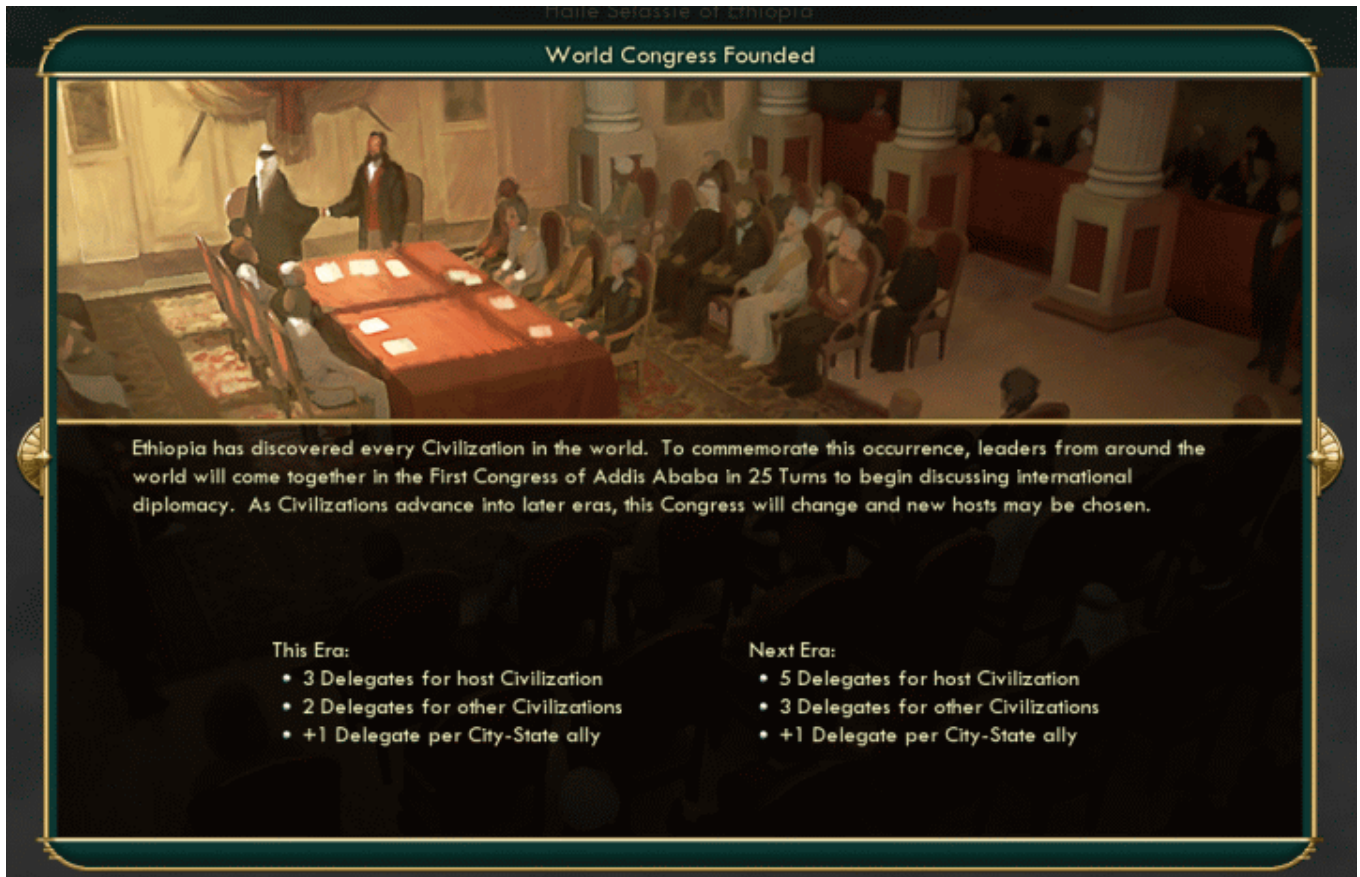 Haile Selassie of Ethiopia
World Congress Founded
Ethiopia has discovered every Civilization in the world. To commemorate this occurrence, leaders from around the
world will come together in the First Congress of Addis Ababa in 25 Turns to begin discussing international
diplomacy. As Civilizations advance into later eras, this Congress will change and new hosts may be chosen.
This Era:
• 3 Delegates for host Civilization
• 2 Delegates for other Civilizations
• +1 Delegate per City-State ally
Next Era:
• 5 Delegates for host Civilization
• 3 Delegates for other Civilizations
• +1 Delegate per City-State ally